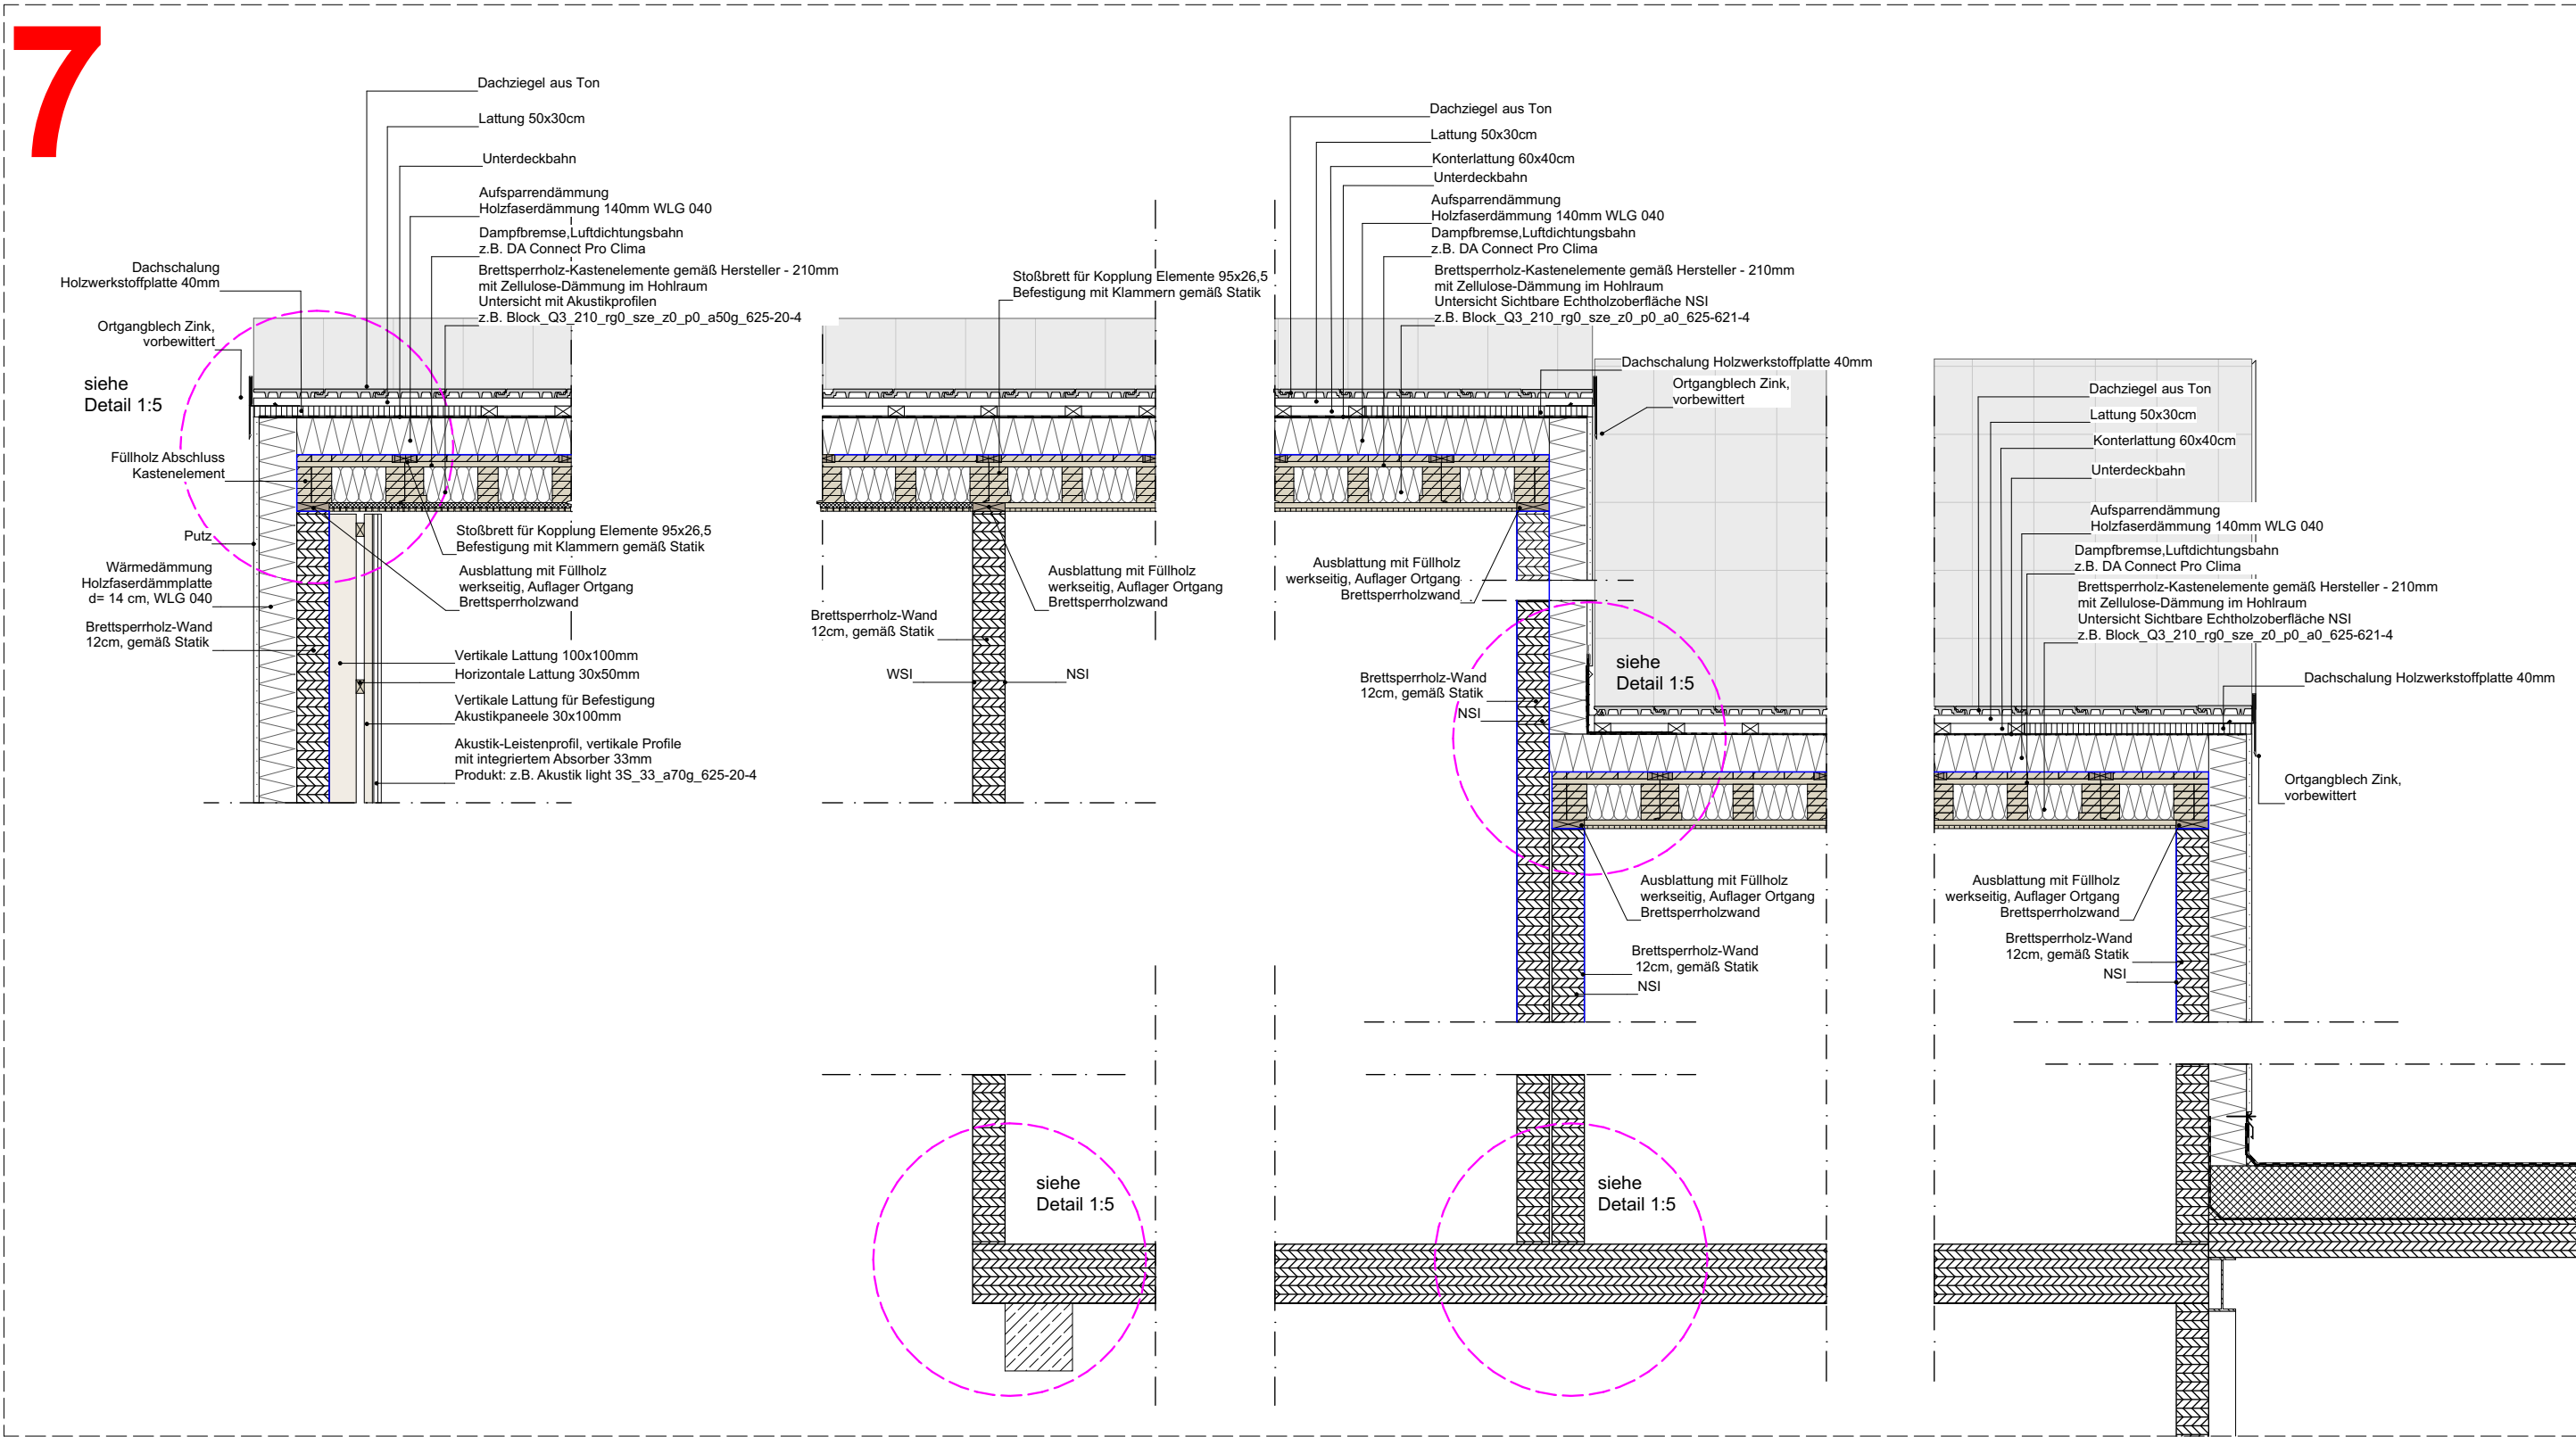 7
Dachziegel aus Ton
Lattung 50x30cm
Unterdeckbahn
Aufsparrendämmung
Holzfaserdämmung 140mm WLG 040
Dampfbremse,Luftdichtungsbahn
z.B. DA Connect Pro Clima
Brettsperrholz-Kastenelemente gemäß Hersteller - 210mm
mit Zellulose-Dämmung im Hohlraum
Untersicht mit Akustikprofilen
z.B. Block_Q3_210_rg0_sze_z0_p0_a50g_625-20-4
Dachschalung
Holzwerkstoffplatte 40mm
Ortgangblech Zink,
vorbewittert
siehe
Detail 1:5
Füllholz Abschluss
Kastenelement
Putz
Wärmedämmung
Holzfaserdämmplatte
d= 14 cm, WLG 040
Brettsperrholz-Wand
12cm, gemäß Statik
Stoßbrett für Kopplung Elemente 95x26,5
Befestigung mit Klammern gemäß Statik
Ausblattung mit Füllholz
werkseitig, Auflager Ortgang
Brettsperrholzwand
Vertikale Lattung 100x100mm
Horizontale Lattung 30x50mm
Vertikale Lattung für Befestigung
Akustikpaneele 30x100mm
Akustik-Leistenprofil, vertikale Profile
mit integriertem Absorber 33mm
Produkt: z.B. Akustik light 3S_33_a70g_625-20-4
Stoßbrett für Kopplung Elemente 95x26,5
Befestigung mit Klammern gemäß Statik
Ausblattung mit Füllholz
werkseitig, Auflager Ortgang
Brettsperrholzwand
Brettsperrholz-Wand
12cm, gemäß Statik
WSI
NSI
Dachziegel aus Ton
Lattung 50x30cm
Konterlattung 60x40cm
Unterdeckbahn
Aufsparrendämmung
Holzfaserdämmung 140mm WLG 040
Dampfbremse,Luftdichtungsbahn
z.B. DA Connect Pro Clima
Brettsperrholz-Kastenelemente gemäß Hersteller - 210mm
mit Zellulose-Dämmung im Hohlraum
Untersicht Sichtbare Echtholzoberfläche NSI
z.B. Block_Q3_210_rg0_sze_z0_p0_a0_625-621-4
Dachschalung Holzwerkstoffplatte 40mm
Ortgangblech Zink,
vorbewittert
Ausblattung mit Füllholz
werkseitig, Auflager Ortgang
Brettsperrholzwand
siehe
Detail 1:5
Brettsperrholz-Wand
12cm, gemäß Statik
NSI
Ausblattung mit Füllholz
werkseitig, Auflager Ortgang
Brettsperrholzwand
Brettsperrholz-Wand
12cm, gemäß Statik
NSI
Dachziegel aus Ton
Lattung 50x30cm
Konterlattung 60x40cm
Unterdeckbahn
Aufsparrendämmung
Holzfaserdämmung 140mm WLG 040
Dampfbremse,Luftdichtungsbahn
z.B. DA Connect Pro Clima
Brettsperrholz-Kastenelemente gemäß Hersteller - 210mm
mit Zellulose-Dämmung im Hohlraum
Untersicht Sichtbare Echtholzoberfläche NSI
z.B. Block_Q3_210_rg0_sze_z0_p0_a0_625-621-4
Dachschalung Holzwerkstoffplatte 40mm
Ortgangblech Zink,
vorbewittert
Ausblattung mit Füllholz
werkseitig, Auflager Ortgang
Brettsperrholzwand
Brettsperrholz-Wand
12cm, gemäß Statik
NSI
siehe
Detail 1:5
siehe
Detail 1:5